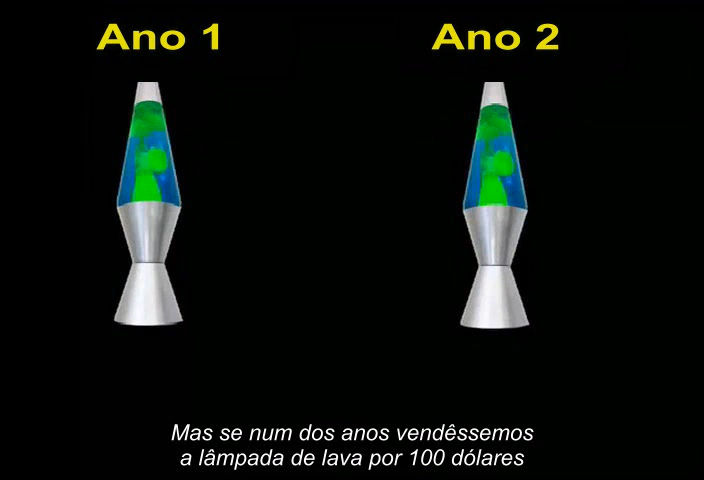 Ano 1
Ano 2
Mas se num dos anos vendêssemos
a lâmpada de lava por 100 dólares